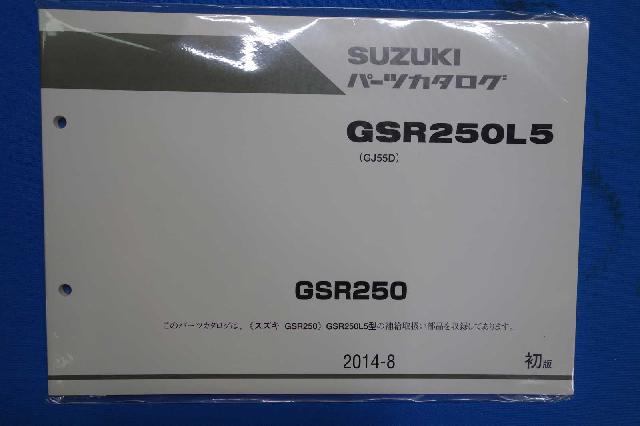 SUZUKI
パーツカタログ
GSR250L5
(GJ55D)
GSR250
このパーツカタログは、(スズキ GSR250) GSR250L5型の補給取扱い部品を収録してあります。
2014-8 初版